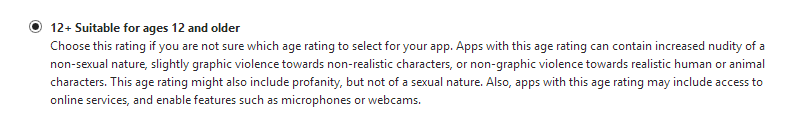 12+ Suitable for ages 12 and older
Choose this rating if you are not sure which age rating to select for your app. Apps with this age rating can contain increased nudity of a
non-sexual nature, slightly graphic violence towards non-realistic characters, or non-graphic violence towards realistic human or animal
characters. This age rating might also include profanity, but not of a sexual nature. Also, apps with this age rating may include access to
online services, and enable features such as microphones or webcams.